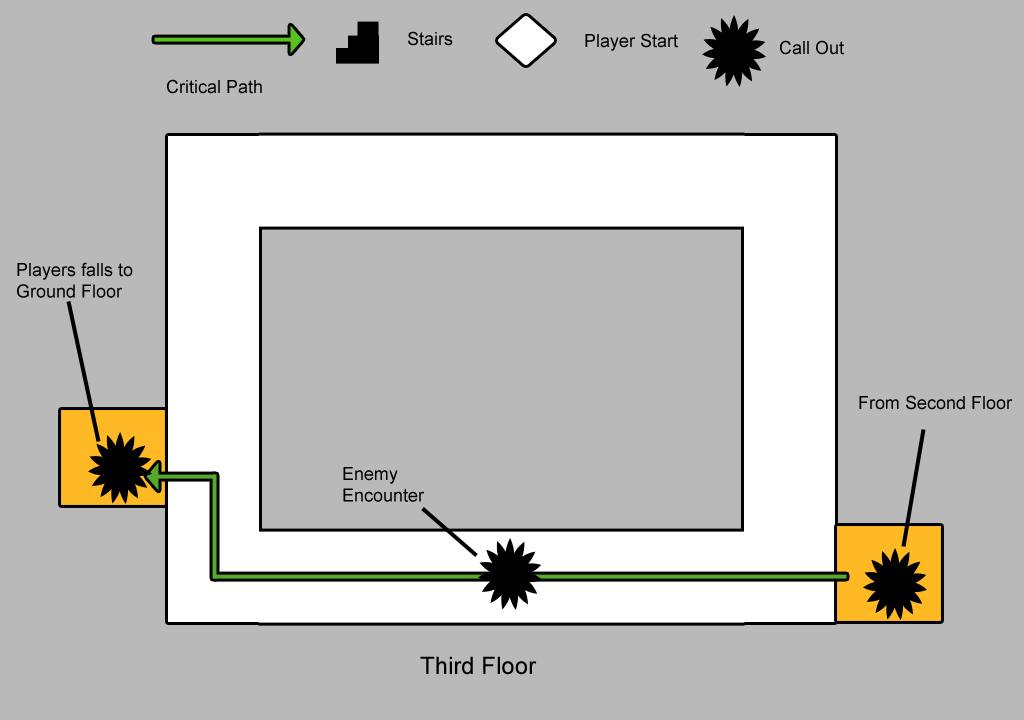 Stairs
Player Start
Call Out
Critical Path
Players falls to
Ground Floor
From Second Floor
Enemy
Encounter
Third Floor